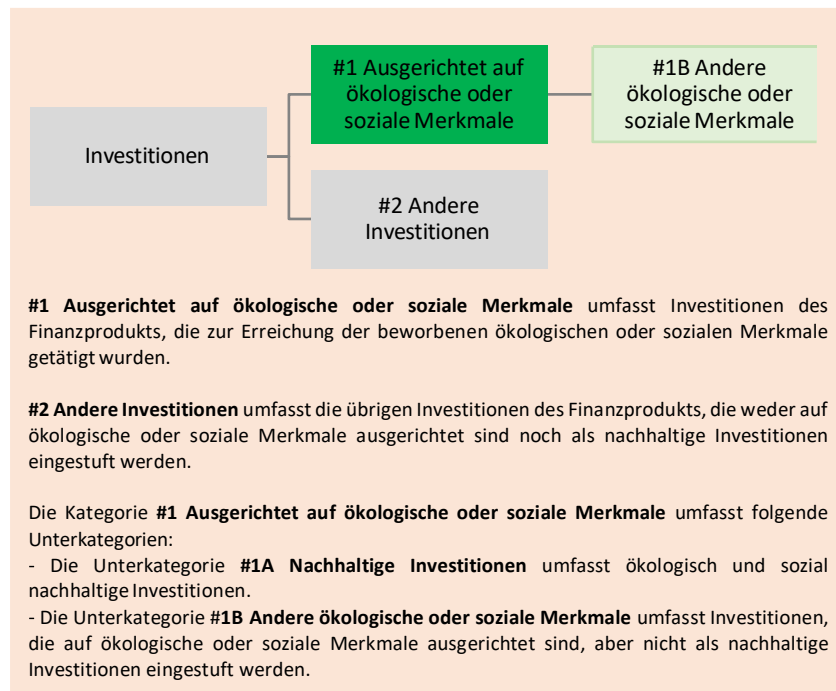 #1 Ausgerichtet auf
ökologische oder
soziale Merkmale
#1B Andere
ökologische oder
soziale Merkmale
Investitionen
#2 Andere
Investitionen
#1 Ausgerichtet auf ökologische oder soziale Merkmale umfasst Investitionen des
Finanzprodukts, die zur Erreichung der beworbenen ökologischen oder sozialen Merkmale
getätigt wurden.
#2 Andere Investitionen umfasst die übrigen Investitionen des Finanzprodukts, die weder auf
ökologische oder soziale Merkmale ausgerichtet sind noch als nachhaltige Investitionen
eingestuft werden.
Die Kategorie #1 Ausgerichtet auf ökologische oder soziale Merkmale umfasst folgende
Unterkategorien:
- Die Unterkategorie #1A Nachhaltige Investitionen umfasst ökologisch und sozial
nachhaltige Investitionen.
- Die Unterkategorie #1B Andere ökologische oder soziale Merkmale umfasst Investitionen,
die auf ökologische oder soziale Merkmale ausgerichtet sind, aber nicht als nachhaltige
Investitionen eingestuft werden.